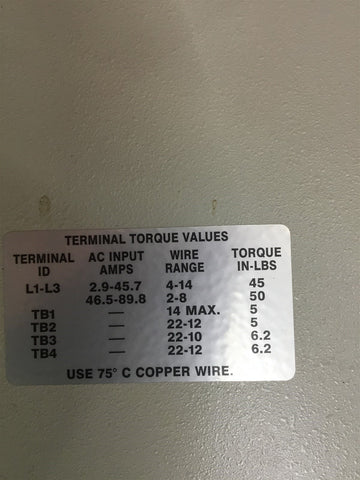 TERMINAL TORQUE VALUES
TERMINAL ID AC INPUT AMPS WIRE RANGE TORQUE IN-LBS
L1-L3 2.9-45.7 4-14 45
46.5-89.8 2-8 50
TB1 — 14 MAX. 5
TB2 — 22-12 5
TB3 — 22-10 6.2
TB4 — 22-12 6.2
USE 75° C COPPER WIRE.